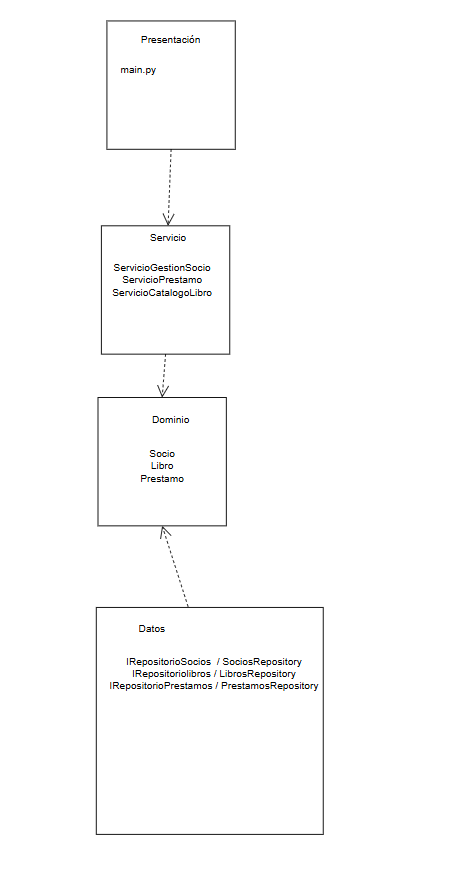 Presentación
main.py
Servicio
ServicioGestionSocio
ServicioPrestamo
ServicioCatalogoLibro
Dominio
Socio
Libro
Prestamo
Datos
IRepositorioSocios / SociosRepository
IRepositoriolibros / LibrosRepository
IRepositorioPrestamos / PrestamosRepository